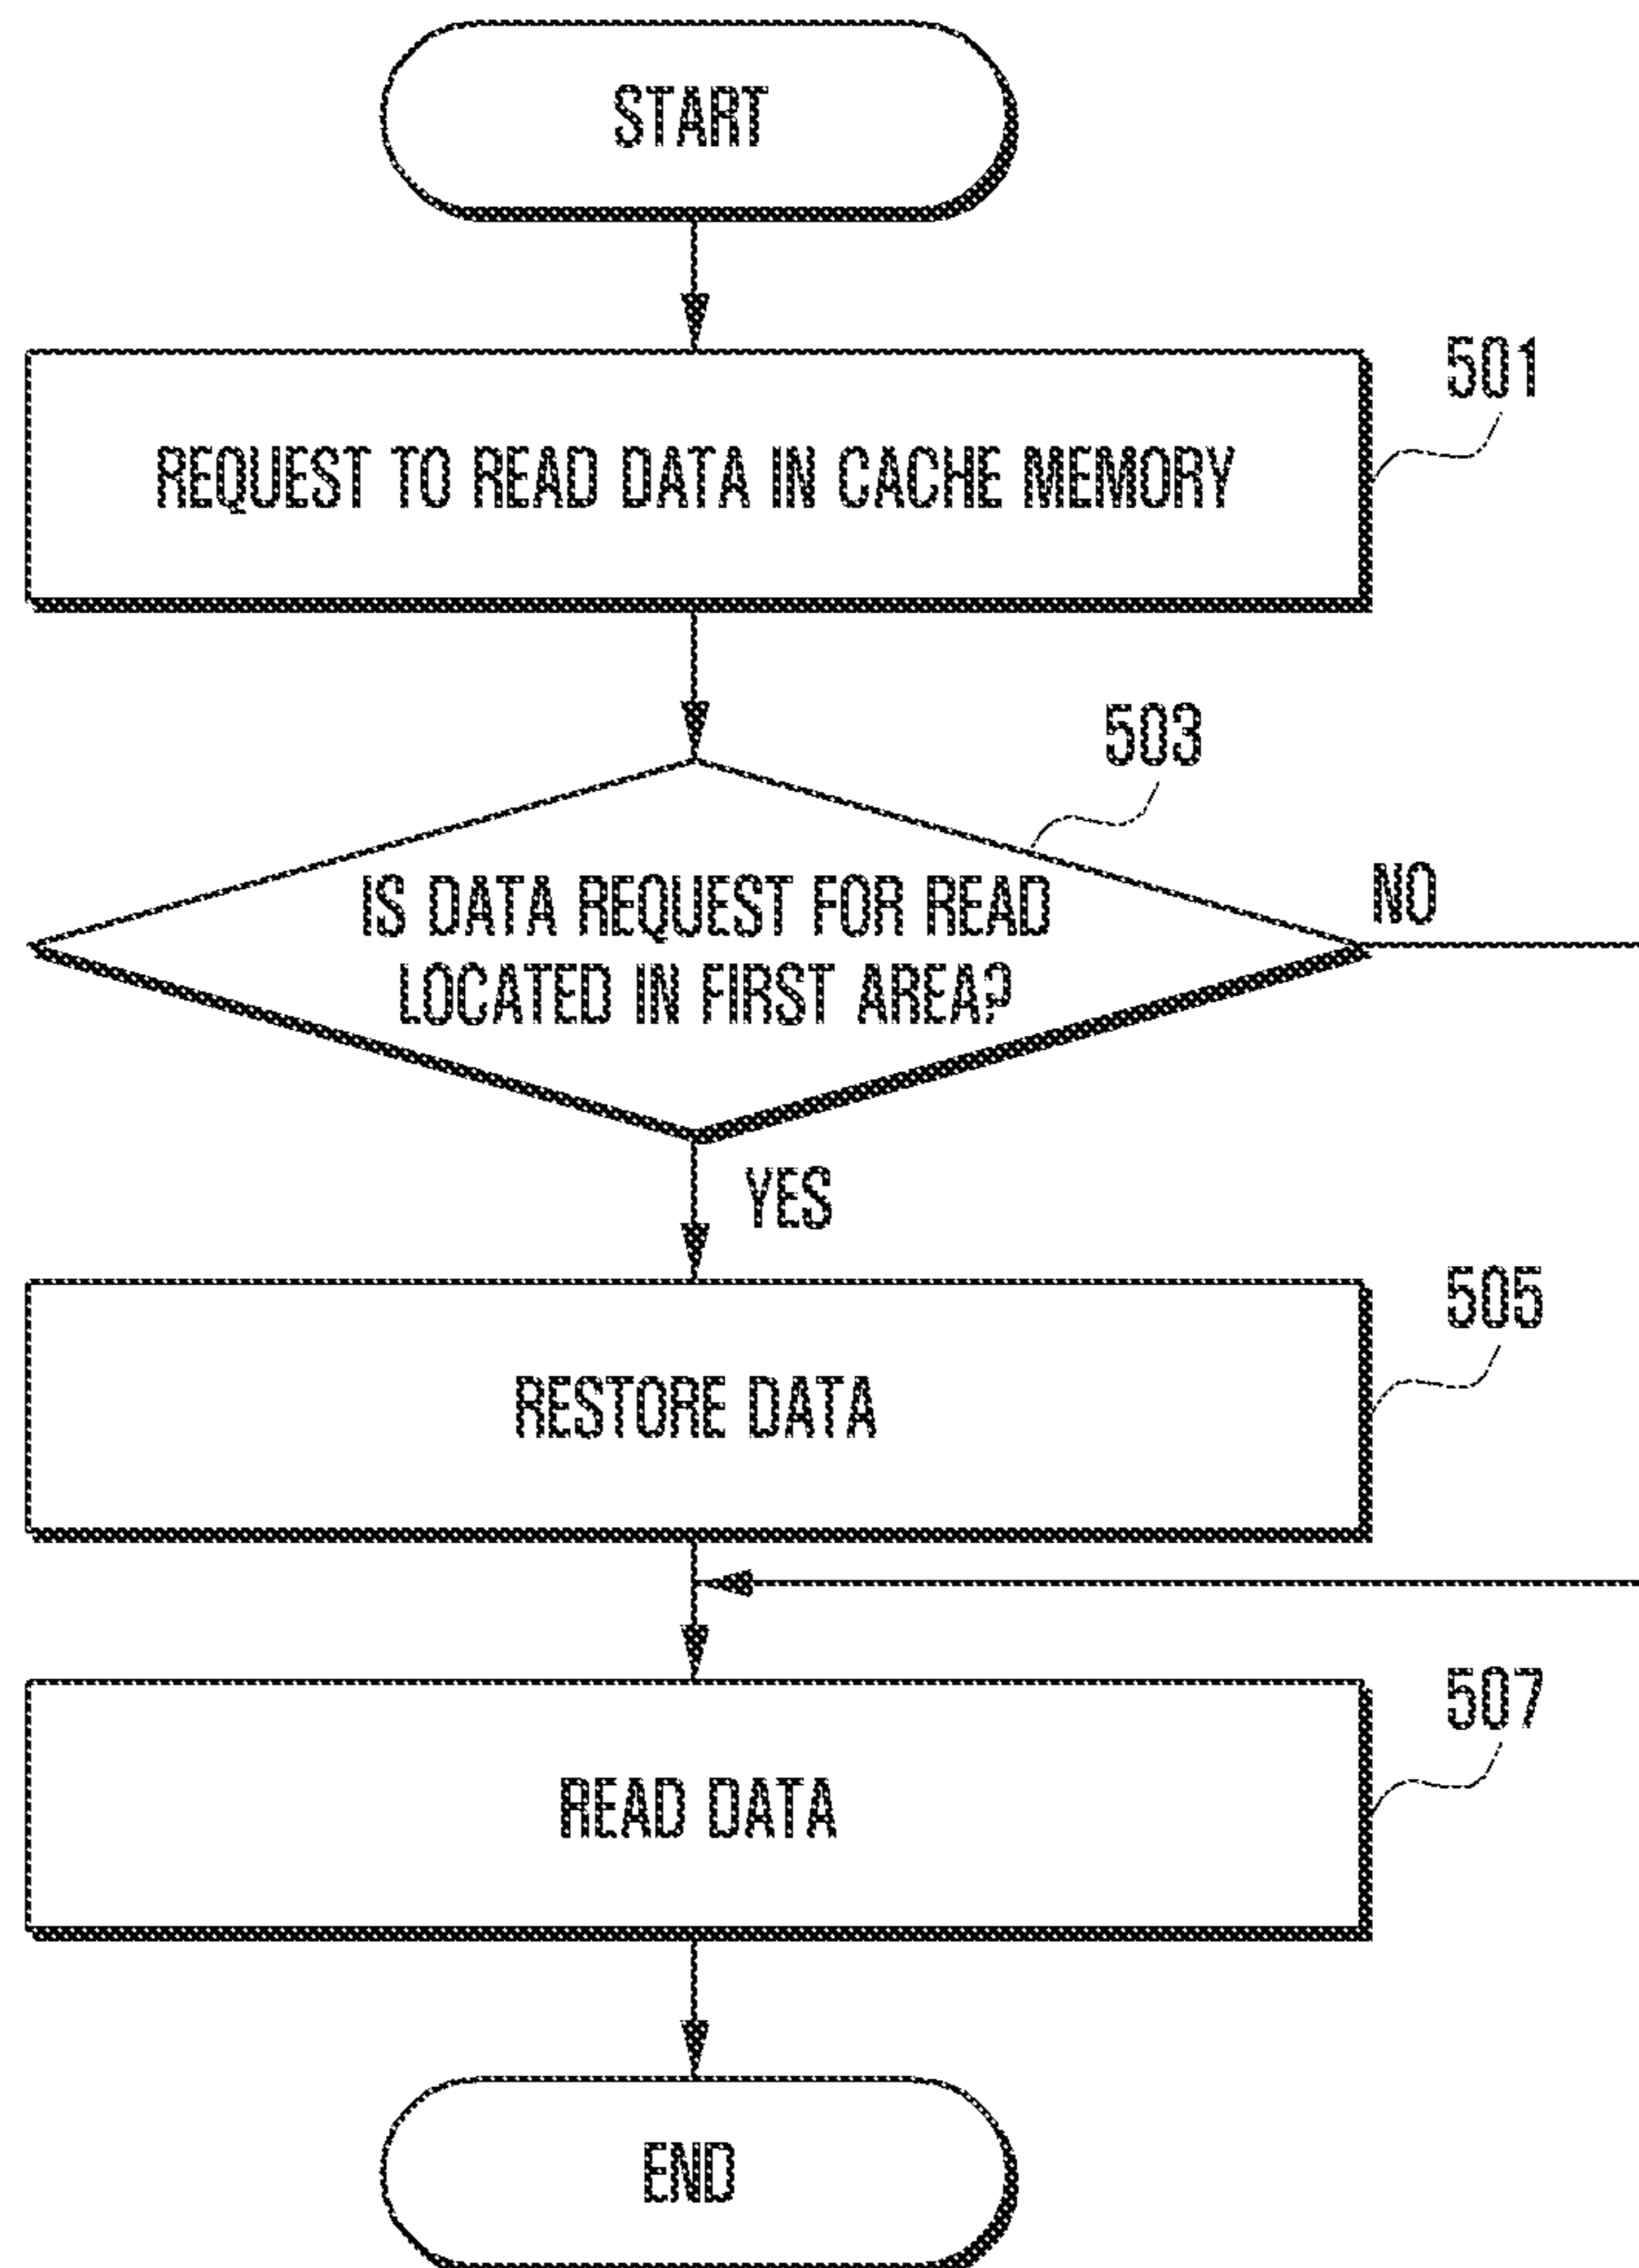 START
501
REQUEST TO READ DATA IN CACHE MEMORY
503
NO
IS DATA REQUEST FOR READ
LOCATED IN FIRST AREA?
YES
505
RESTORE DATA
507
READ DATA
END